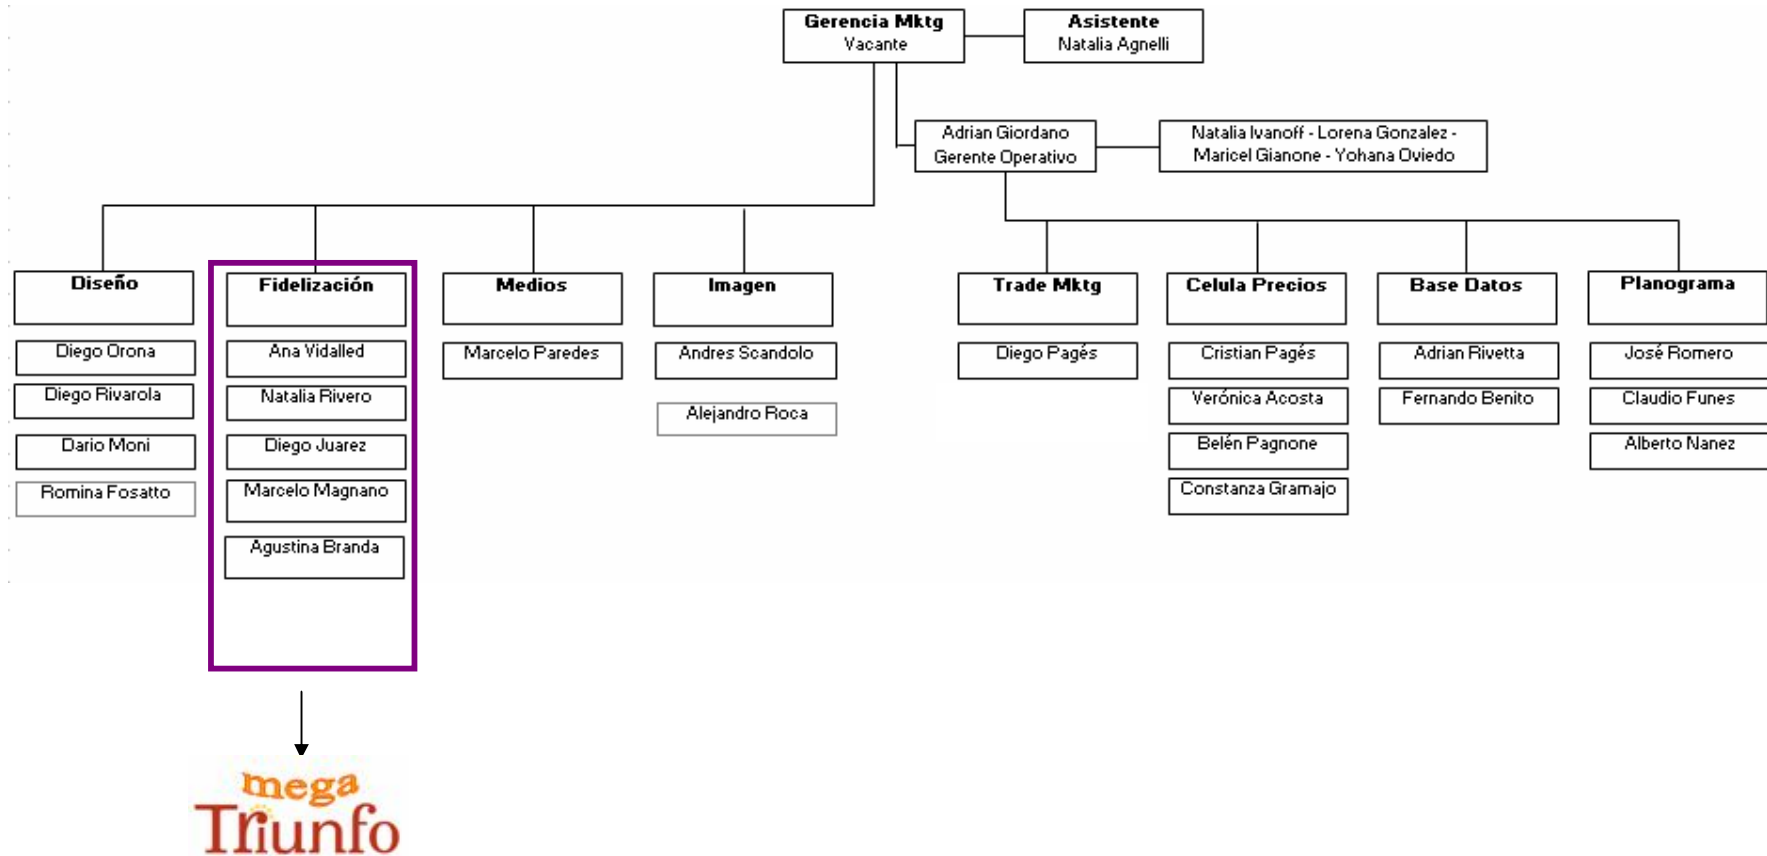 Gerencia Mktg
Vacante
Asistente
Natalia Agnelli
Adrian Giordano
Gerente Operativo
Natalia Ivanoff - Lorena Gonzalez -
Maricel Gianone - Yohana Oviedo
Diseño
Diego Orona
Diego Rivarola
Dario Moni
Romina Fosatto
Fidelización
Ana Vidalled
Natalia Rivero
Diego Juarez
Marcelo Magnano
Agustina Branda
Medios
Marcelo Paredes
Imagen
Andres Scandolo
Alejandro Roca
Trade Mktg
Diego Pagés
Celula Precios
Cristian Pagés
Verónica Acosta
Belén Pagnone
Constanza Gramajo
Base Datos
Adrian Rivetta
Fernando Benito
Planograma
José Romero
Claudio Funes
Alberto Nanez
mega
Triunfo